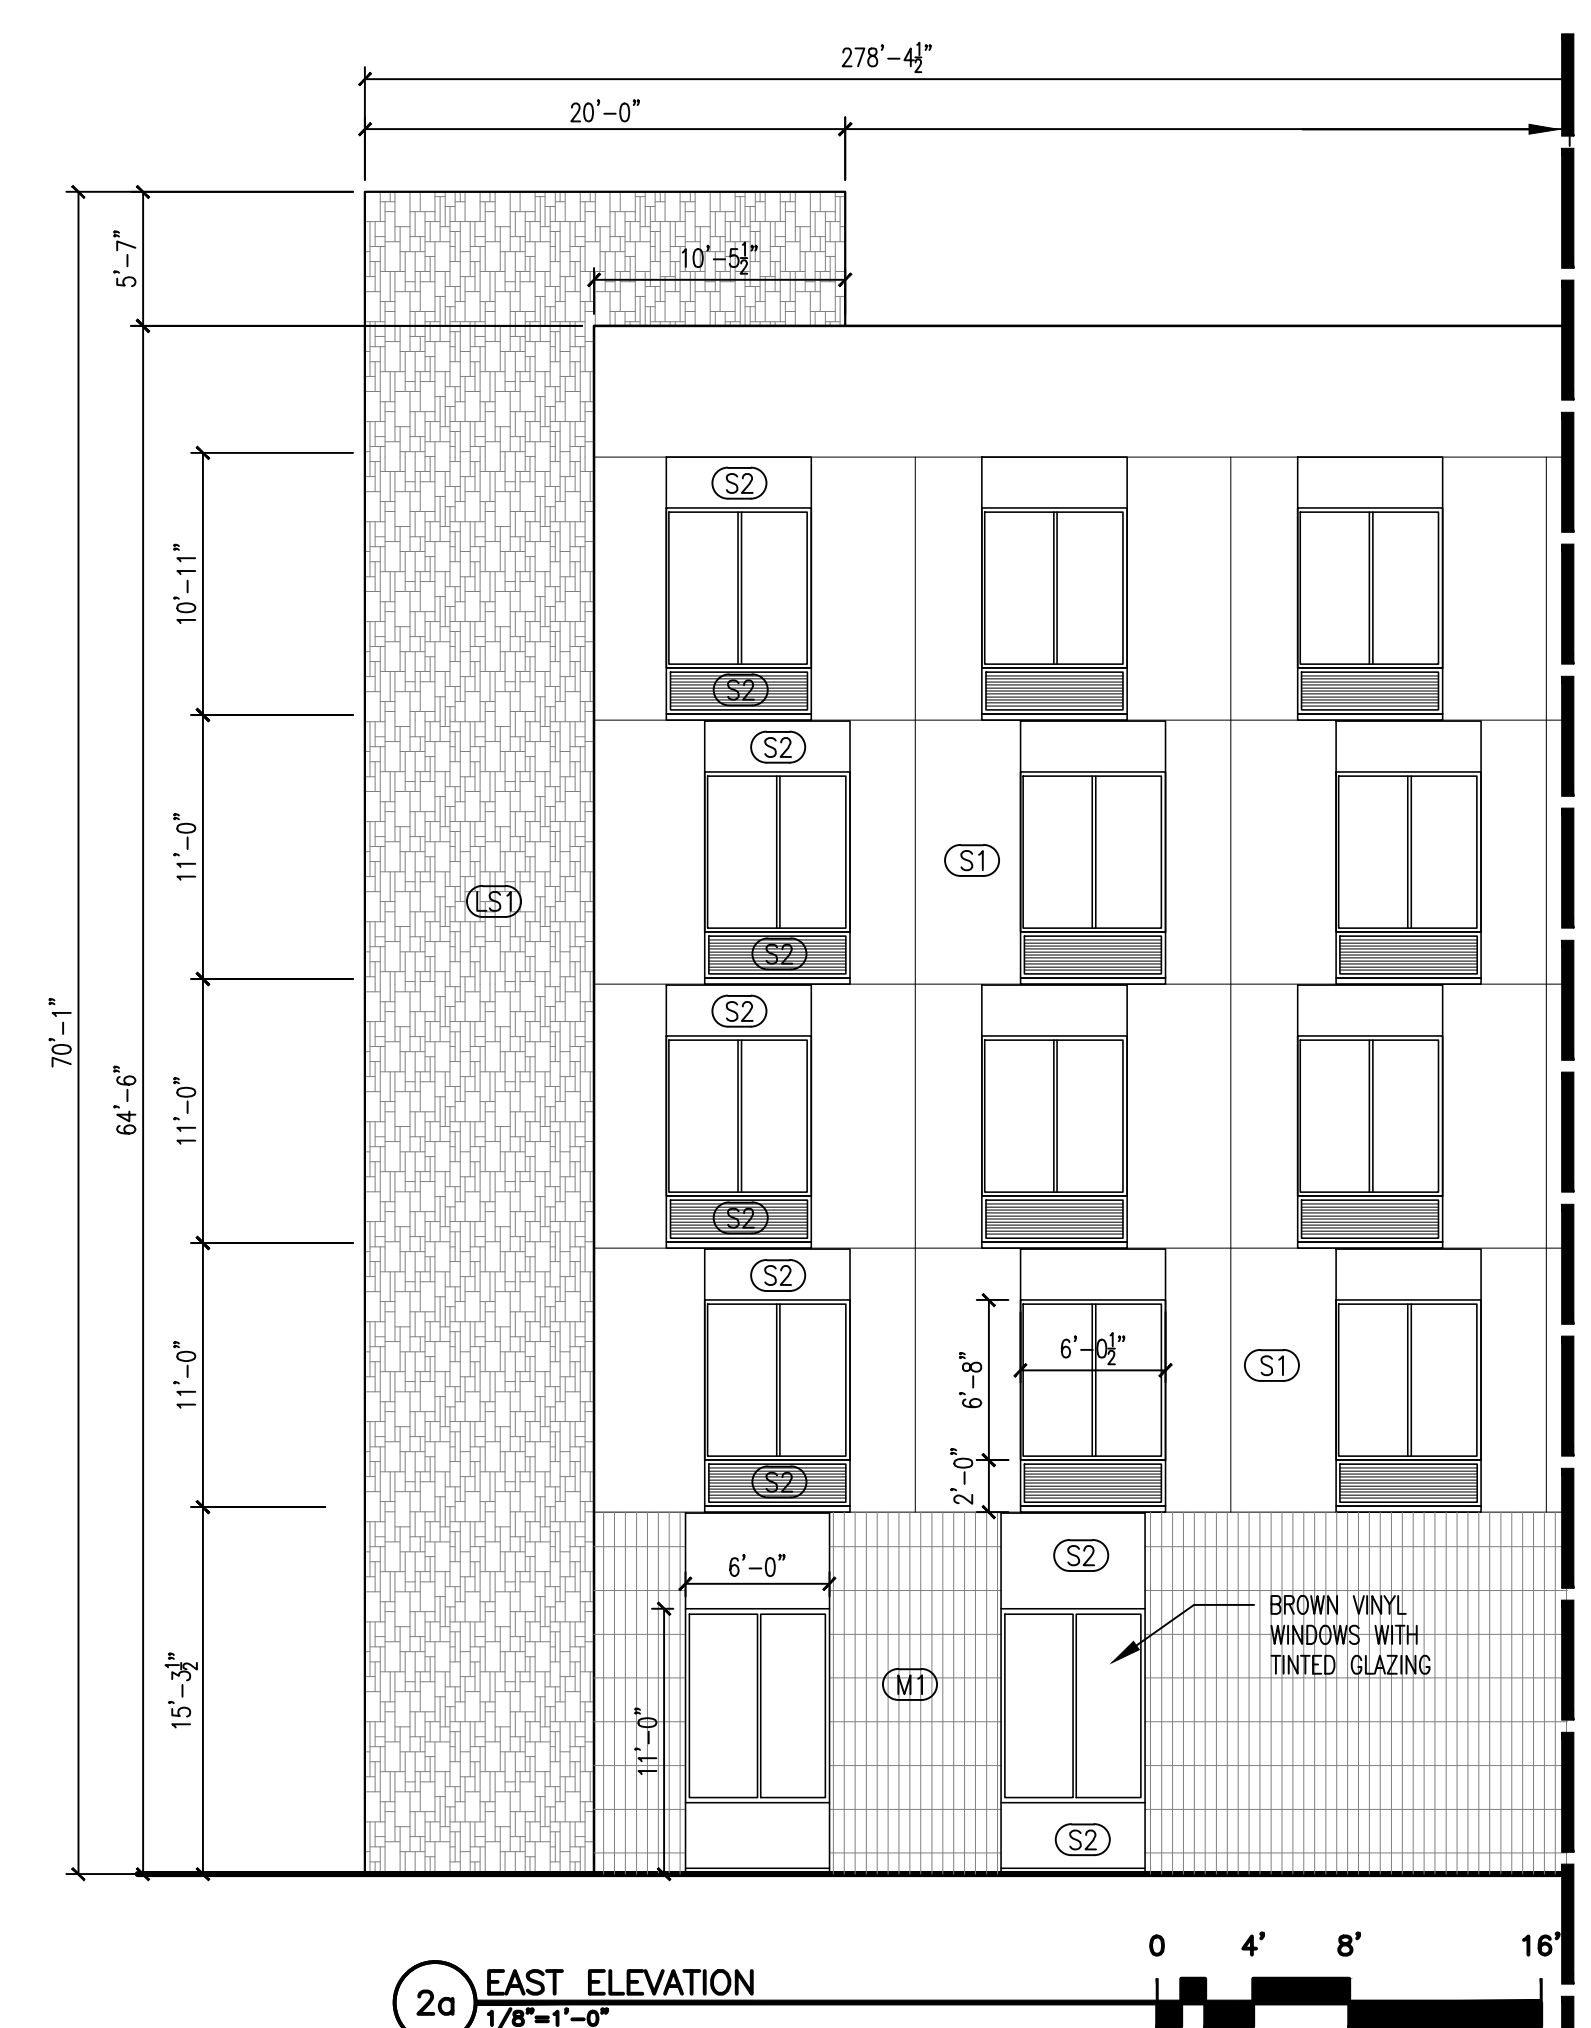 278'-4½"
20'-0"
5'-7"
10'-5½"
S2
10'-11"
S2
S2
11'-0"
S1
LS1
S2
S2
70'-1"
64'-6"
11'-0"
S2
S2
11'-0"
6'-8"
6'-0½"
S1
2'-0"
S2
6'-0"
S2
BROWN VINYL
WINDOWS WITH
TINTED GLAZING
15'-3½"
11'-0"
M1
S2
0 4' 8' 16'
2a
EAST ELEVATION
1/8"=1'-0"